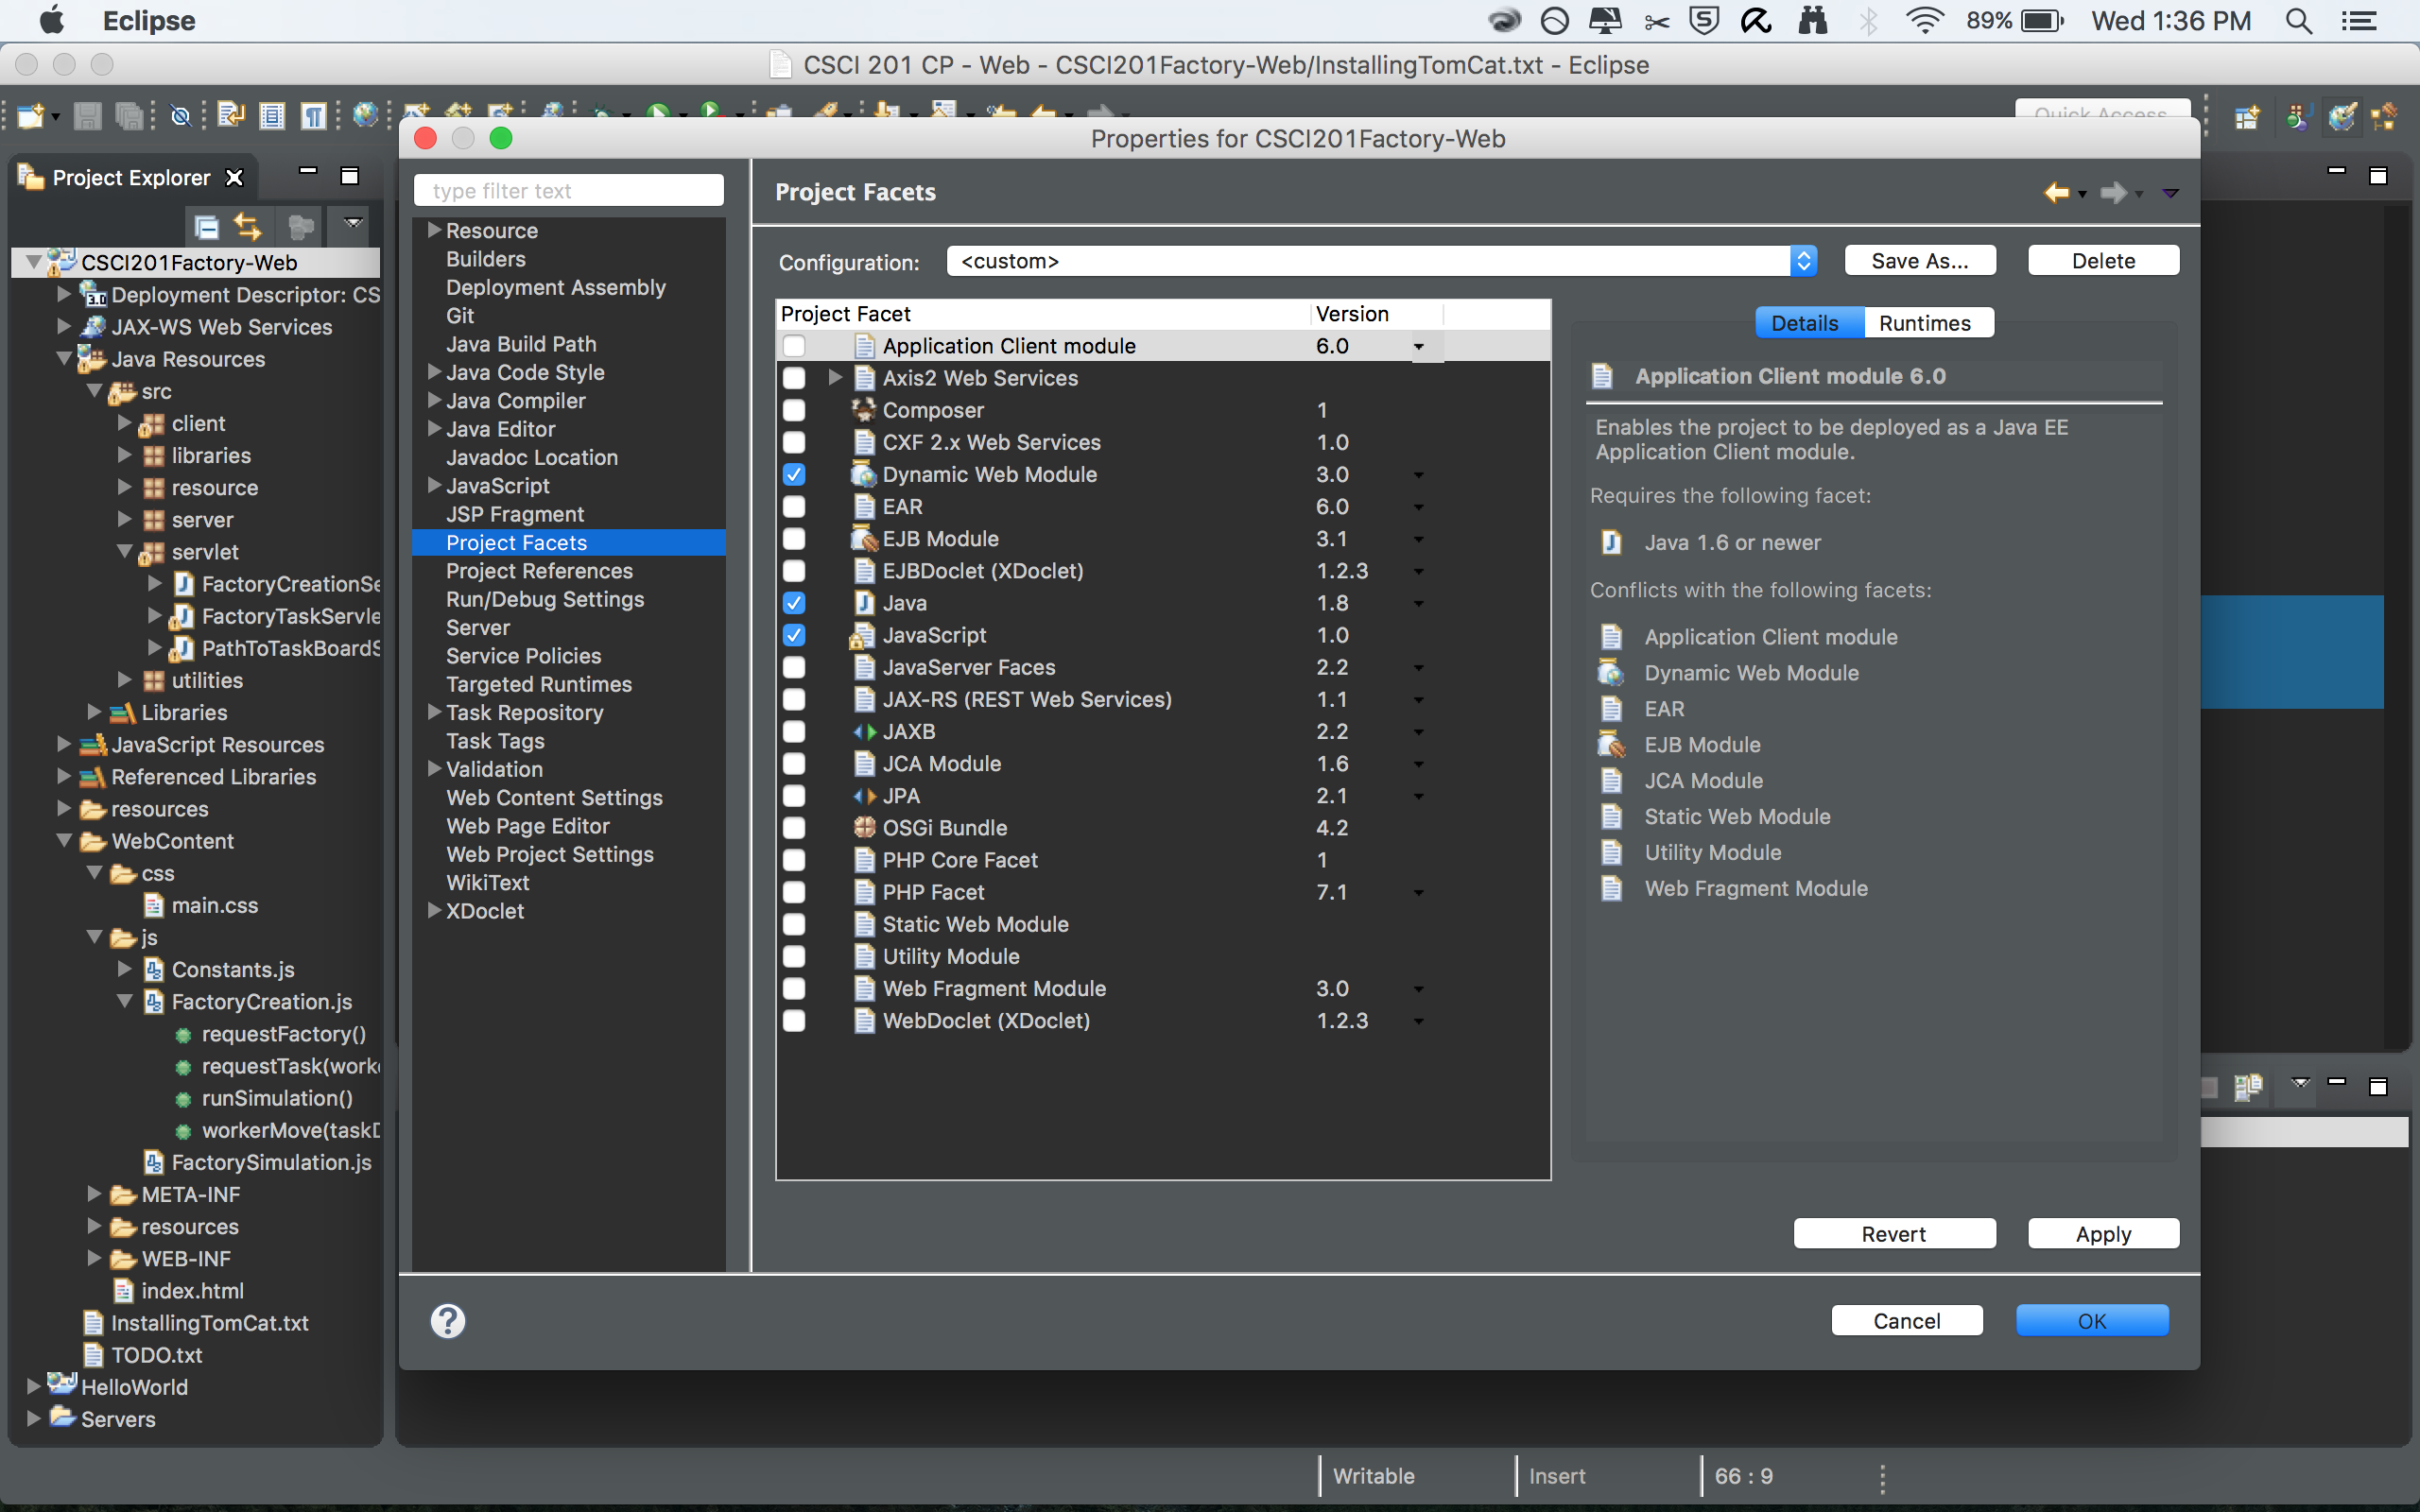 Eclipse
89%
Wed 1:36 PM
CSCI 201 CP - Web - CSCI201Factory-Web/InstallingTomCat.txt - Eclipse
Quick Access
Project Explorer
CSCI201Factory-Web
Deployment Descriptor: CS
JAX-WS Web Services
Java Resources
src
client
libraries
resource
server
servlet
FactoryCreationSe
FactoryTaskServle
PathToTaskBoardS
utilities
Libraries
JavaScript Resources
Referenced Libraries
resources
WebContent
css
main.css
js
Constants.js
FactoryCreation.js
requestFactory()
requestTask(work
runSimulation()
workerMove(taskD
FactorySimulation.js
META-INF
resources
WEB-INF
index.html
InstallingTomCat.txt
TODO.txt
HelloWorld
Servers
Properties for CSCI201Factory-Web
type filter text
Resource
Builders
Deployment Assembly
Git
Java Build Path
Java Code Style
Java Compiler
Java Editor
Javadoc Location
JavaScript
JSP Fragment
Project Facets
Project References
Run/Debug Settings
Server
Service Policies
Targeted Runtimes
Task Repository
Task Tags
Validation
Web Content Settings
Web Page Editor
Web Project Settings
WikiText
XDoclet
Project Facets
Configuration: <custom> Save As... Delete
Project Facet Version
Application Client module 6.0
Axis2 Web Services
Composer 1
CXF 2.x Web Services 1.0
Dynamic Web Module 3.0
EAR 6.0
EJB Module 3.1
EJBDoclet (XDoclet) 1.2.3
Java 1.8
JavaScript 1.0
JavaServer Faces 2.2
JAX-RS (REST Web Services) 1.1
JAXB 2.2
JCA Module 1.6
JPA 2.1
OSGi Bundle 4.2
PHP Core Facet 1
PHP Facet 7.1
Static Web Module
Utility Module
Web Fragment Module 3.0
WebDoclet (XDoclet) 1.2.3
Details Runtimes
Application Client module 6.0
Enables the project to be deployed as a Java EE
Application Client module.
Requires the following facet:
Java 1.6 or newer
Conflicts with the following facets:
Application Client module
Dynamic Web Module
EAR
EJB Module
JCA Module
Static Web Module
Utility Module
Web Fragment Module
Revert Apply
Cancel OK
Writable Insert 66 : 9